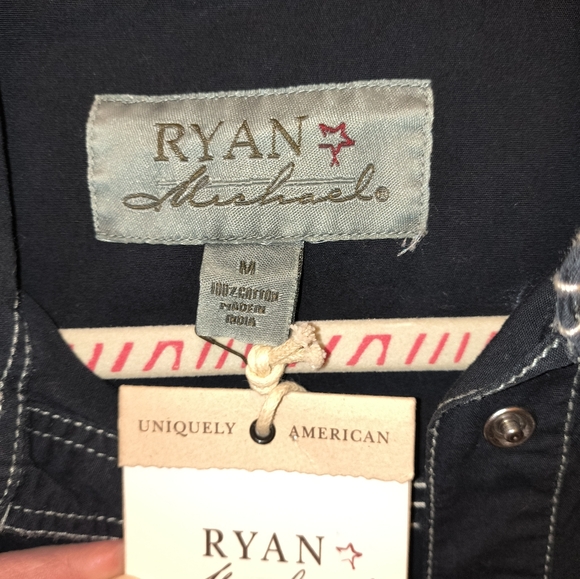 RYAN
Michael®
M
100% COTTON
MADE IN
INDIA
UNIQUELY AMERICAN
RYAN